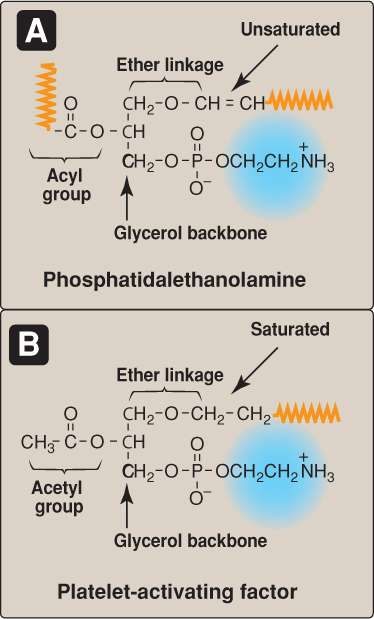 A
Unsaturated
Ether linkage
O
CH2–O–CH = CH
–C–O–CH
O
CH2–O–P–OCH2CH2NH3
+
O–
Acyl
group
Glycerol backbone
Phosphatidalethanolamine
B
Saturated
Ether linkage
O
CH2–O–CH2–CH2
CH3–C–O–CH
O
CH2–O–P–OCH2CH2NH3
+
O–
Acetyl
group
Glycerol backbone
Platelet-activating factor